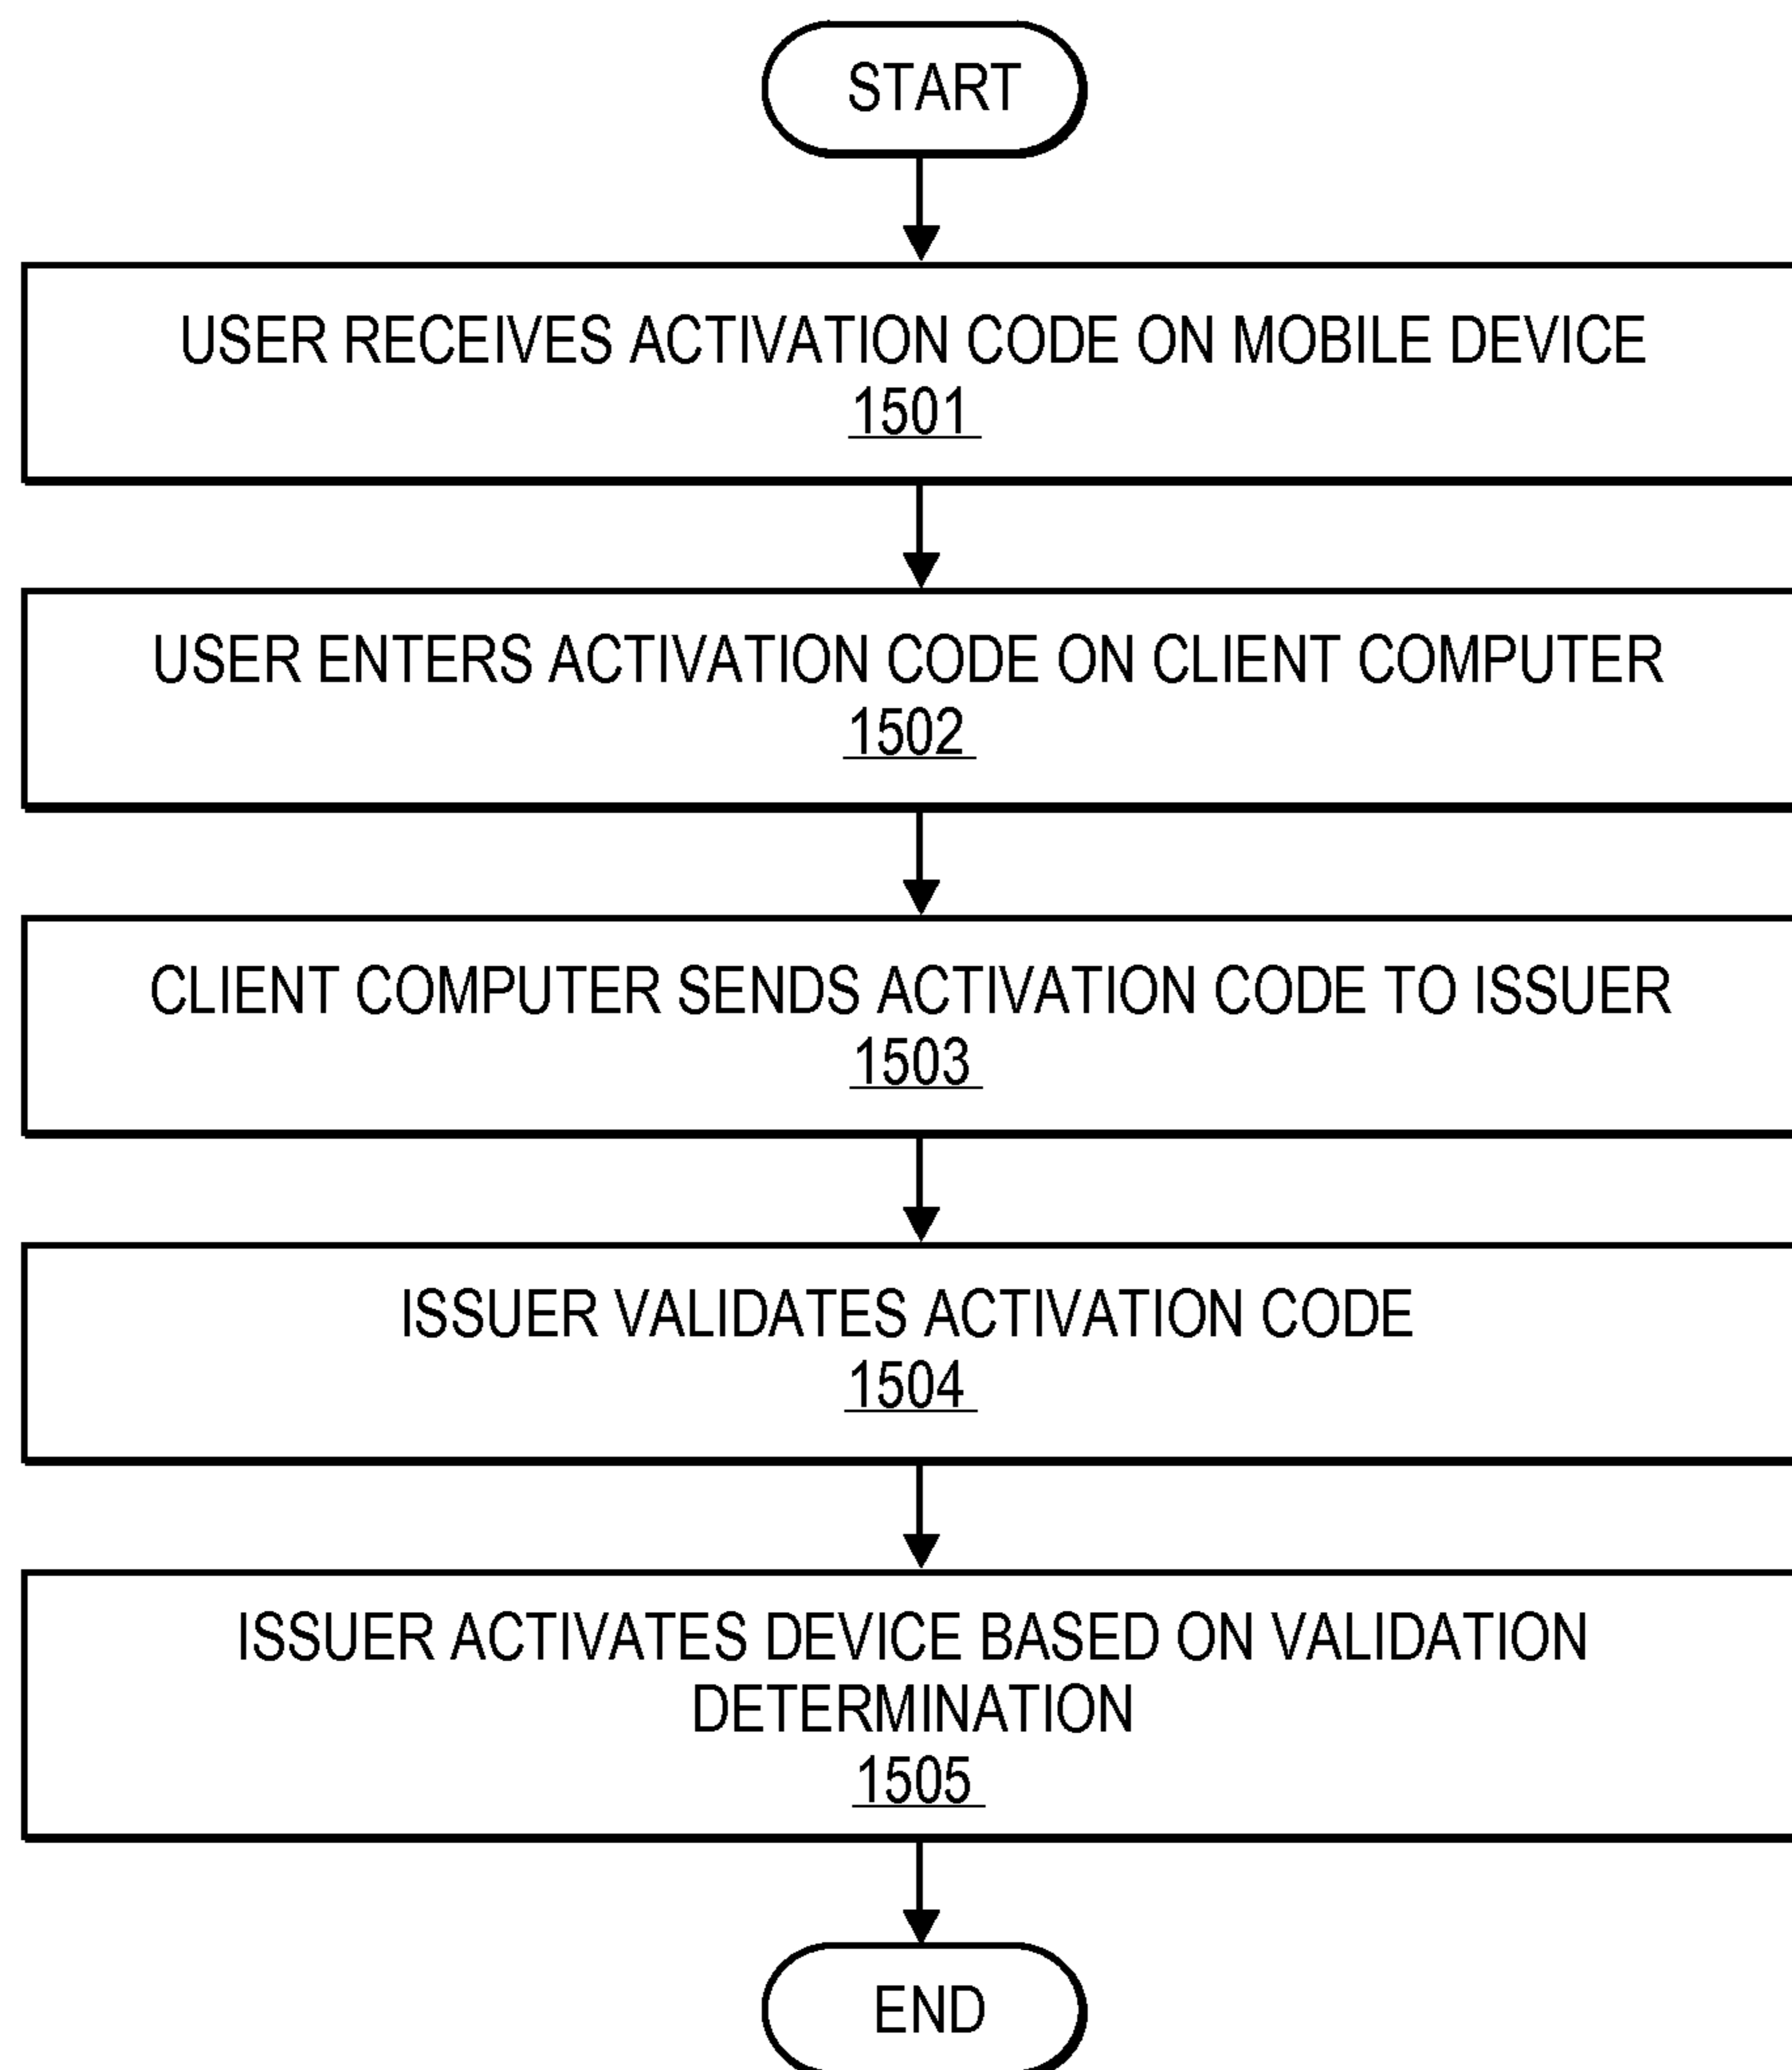 START
USER RECEIVES ACTIVATION CODE ON MOBILE DEVICE
1501
USER ENTERS ACTIVATION CODE ON CLIENT COMPUTER
1502
CLIENT COMPUTER SENDS ACTIVATION CODE TO ISSUER
1503
ISSUER VALIDATES ACTIVATION CODE
1504
ISSUER ACTIVATES DEVICE BASED ON VALIDATION
DETERMINATION
1505
END